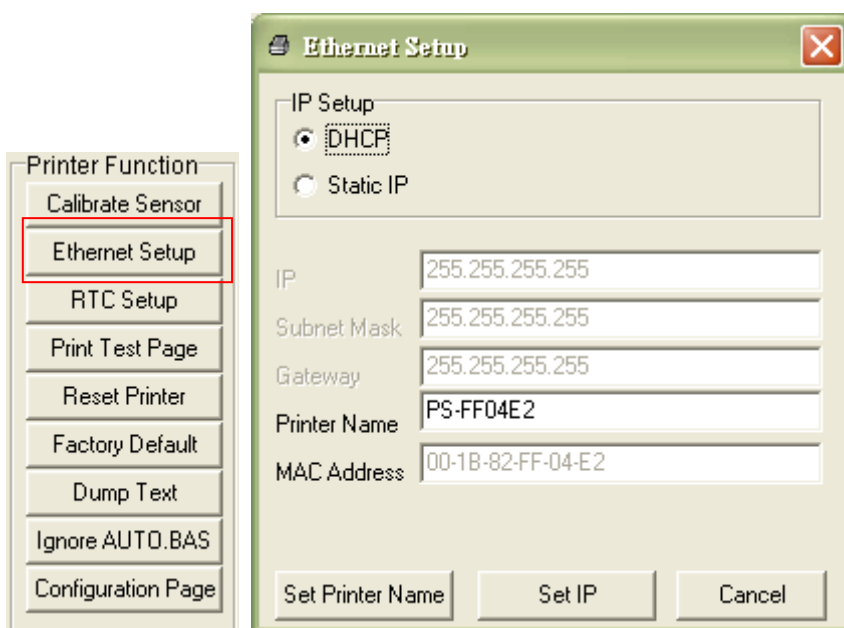 Printer Function
Calibrate Sensor
Ethernet Setup
RTC Setup
Print Test Page
Reset Printer
Factory Default
Dump Text
Ignore AUTO.BAS
Configuration Page
Ethernet Setup
IP Setup
DHCP
Static IP
IP 255.255.255.255
Subnet Mask 255.255.255.255
Gateway 255.255.255.255
Printer Name PS-FF04E2
MAC Address 00-1B-82-FF-04-E2
Set Printer Name Set IP Cancel